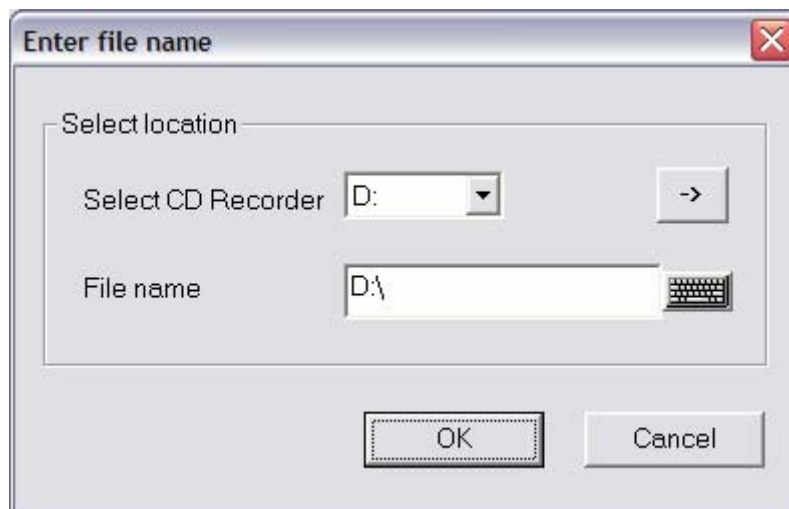 Enter file name
Select location
Select CD Recorder D: ->
File name D:\
OK Cancel